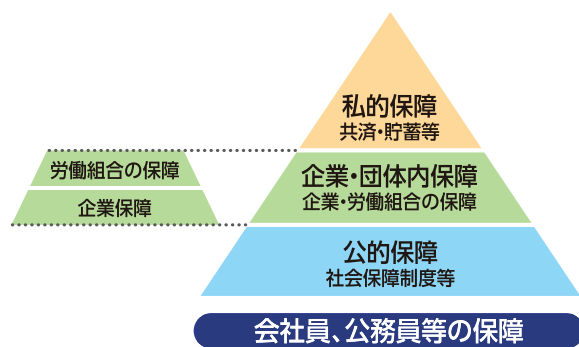 私的保障
共済・貯蓄等
労働組合の保障
企業保障
企業・団体内保障
企業・労働組合の保障
公的保障
社会保障制度等
会社員、公務員等の保障